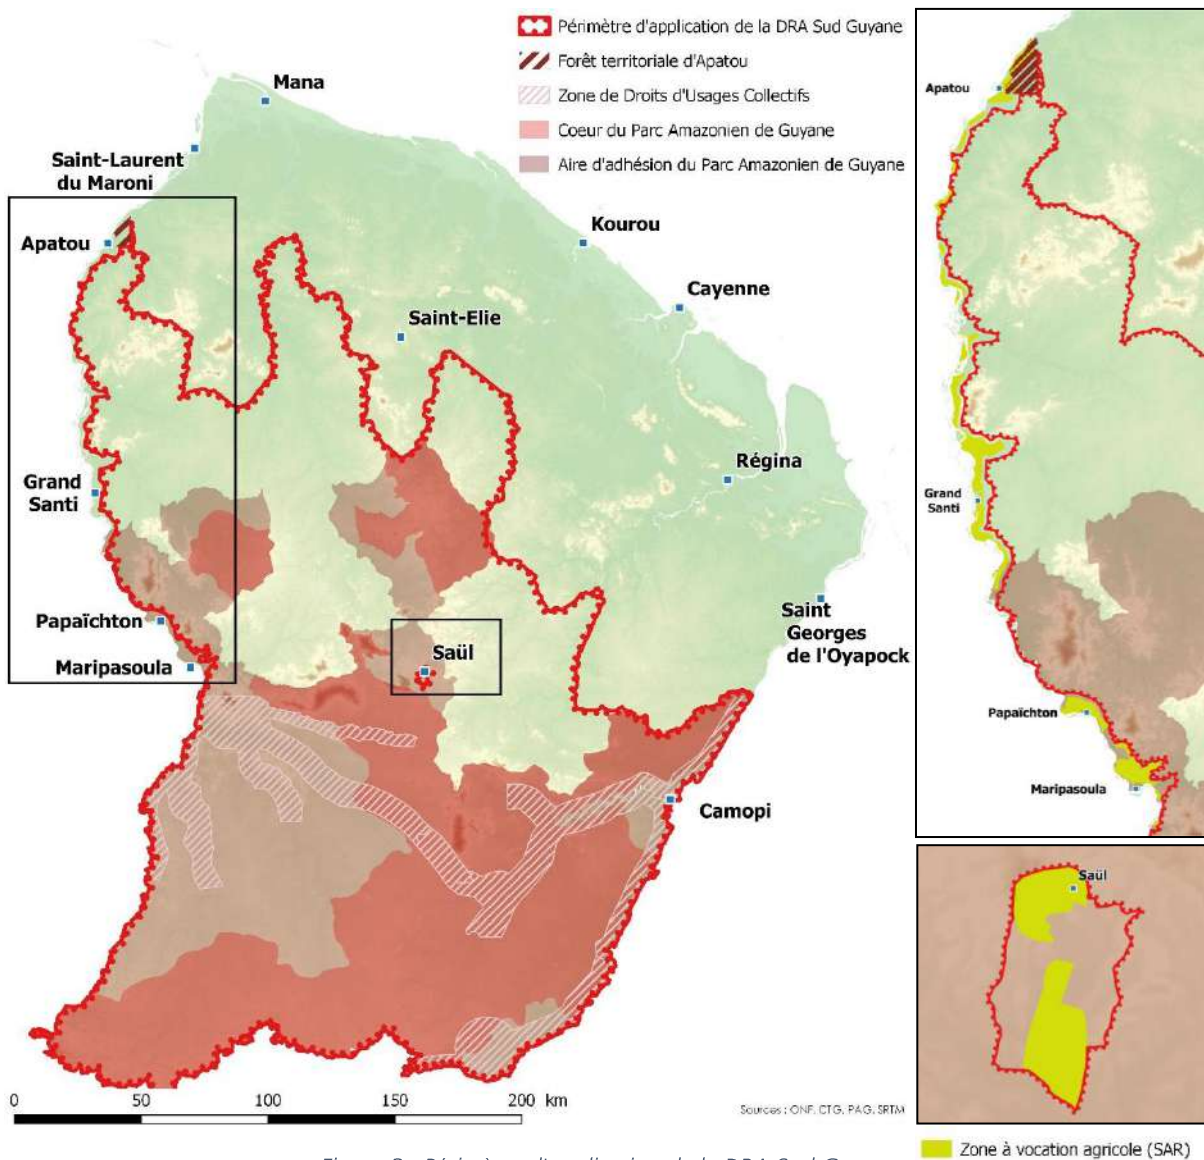 Périmètre d'application de la DRA Sud Guyane
Forêt territoriale d'Apatou
Zone de Droits d'Usages Collectifs
Coeur du Parc Amazonien de Guyane
Aire d'adhésion du Parc Amazonien de Guyane
Mana
Saint-Laurent
du Maroni
Apatou
Kourou
Cayenne
Saint-Elie
Régina
Grand
Santi
Saint
Georges
de l'Oyapock
Papaïchton
Maripasoula
Saül
Camopi
0 50 100 150 200 km
Sources : ONF, CTG, PAG, SRTM
Apatou
Grand
Santi
Papaïchton
Maripasoula
Saül
Zone à vocation agricole (SAR)